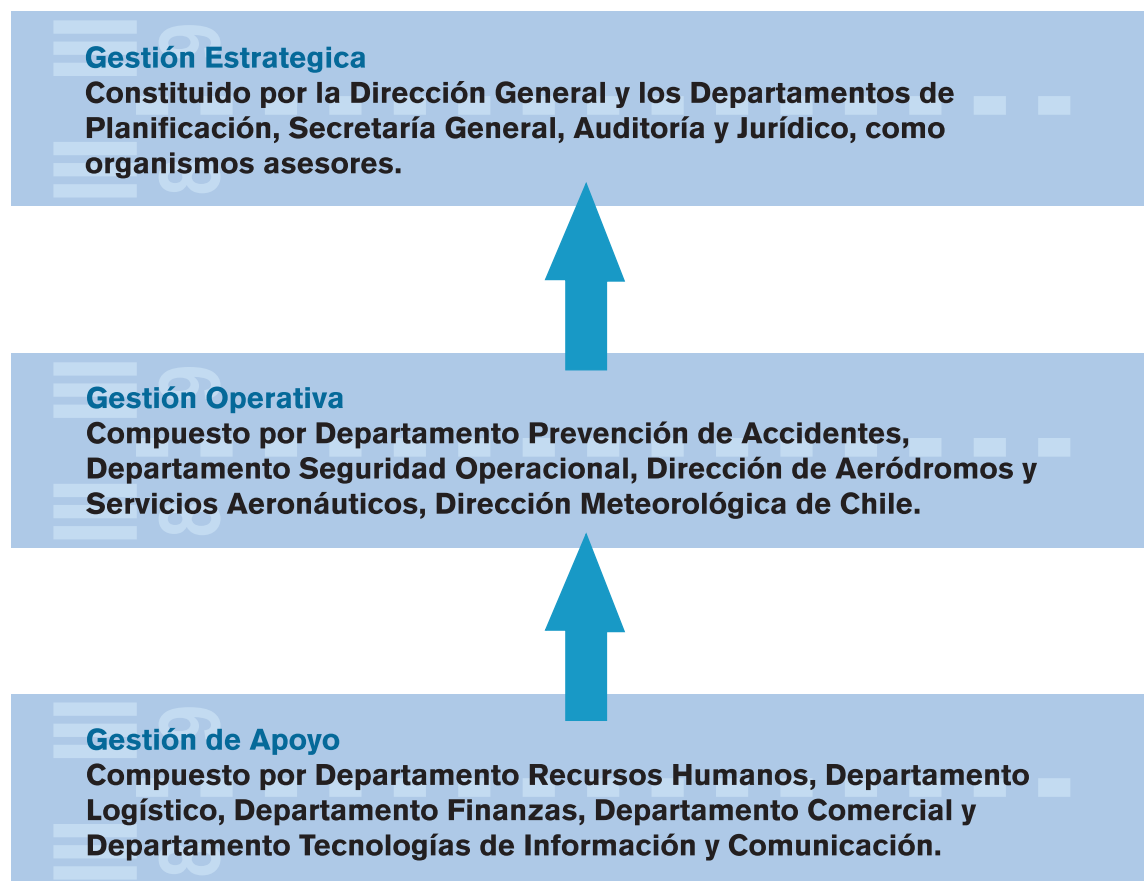 Gestión Estrategica
Constituido por la Dirección General y los Departamentos de
Planificación, Secretaría General, Auditoría y Jurídico, como
organismos asesores.
Gestión Operativa
Compuesto por Departamento Prevención de Accidentes,
Departamento Seguridad Operacional, Dirección de Aeródromos y
Servicios Aeronáuticos, Dirección Meteorológica de Chile.
Gestión de Apoyo
Compuesto por Departamento Recursos Humanos, Departamento
Logístico, Departamento Finanzas, Departamento Comercial y
Departamento Tecnologías de Información y Comunicación.